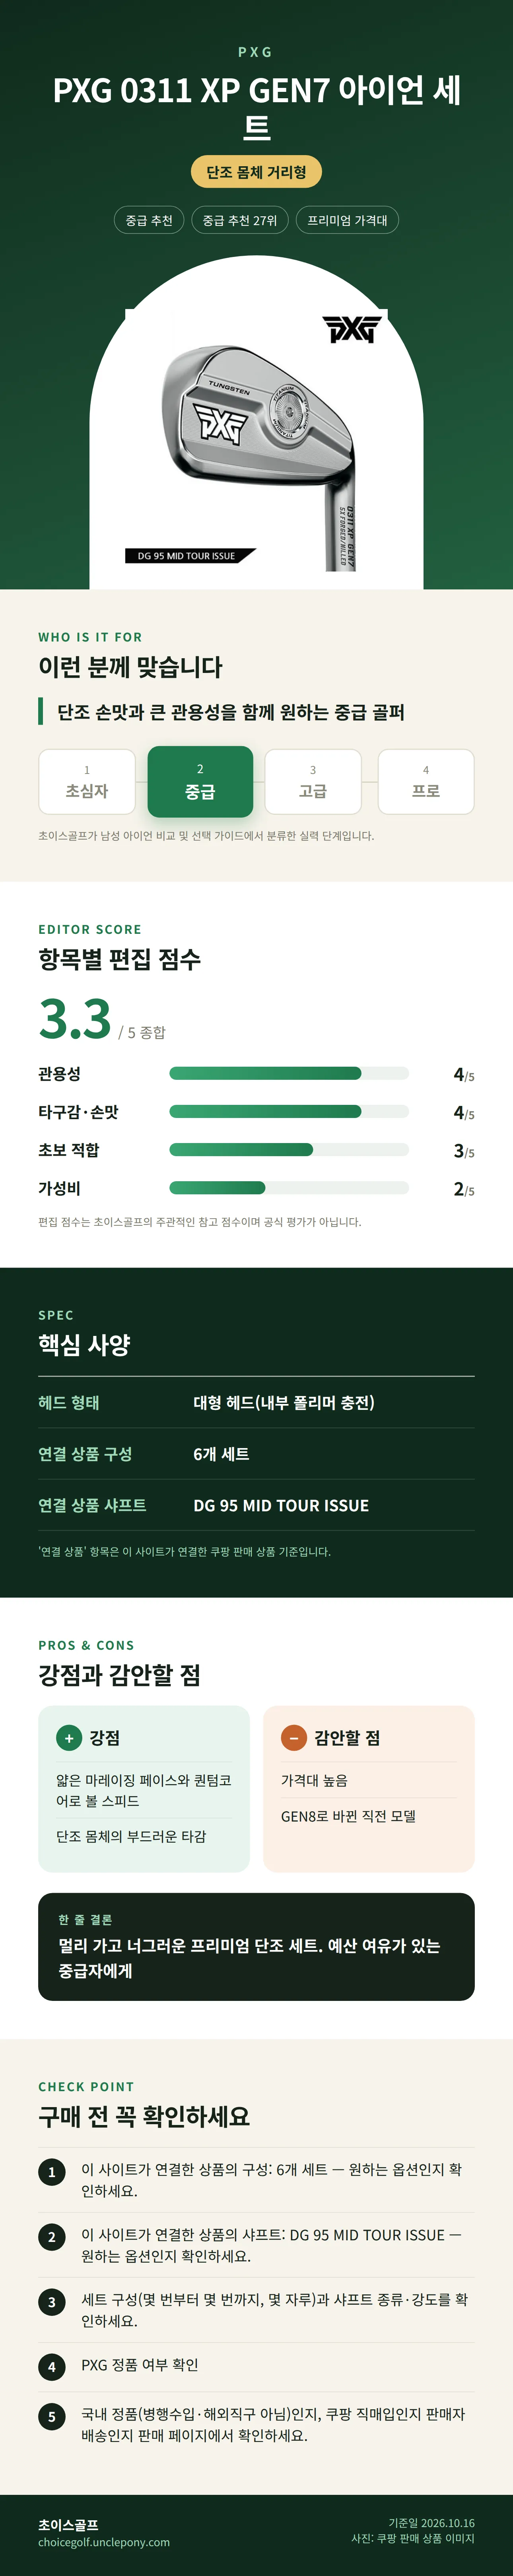 PXG
PXG 0311 XP GEN7 아이언 세
트
단조 몸체 거리형
중급 추천
중급 추천 27위
프리미엄 가격대
PXG
TUNGSTEN
TITANIUM
TITANIUM
PXG
0311 XP GEN7
5X FORGED/MILLED
DG 95 MID TOUR ISSUE
WHO IS IT FOR
이런 분께 맞습니다
단조 손맛과 큰 관용성을 함께 원하는 중급 골퍼
1
초심자
2
중급
3
고급
4
프로
초이스골프가 남성 아이언 비교 및 선택 가이드에서 분류한 실력 단계입니다.
EDITOR SCORE
항목별 편집 점수
3.3 / 5 종합
관용성 4/5
타구감·손맛 4/5
초보 적합 3/5
가성비 2/5
편집 점수는 초이스골프의 주관적인 참고 점수이며 공식 평가가 아닙니다.
SPEC
핵심 사양
헤드 형태 대형 헤드(내부 폴리머 충전)
연결 상품 구성 6개 세트
연결 상품 샤프트 DG 95 MID TOUR ISSUE
'연결 상품' 항목은 이 사이트가 연결한 쿠팡 판매 상품 기준입니다.
PROS & CONS
강점과 감안할 점
+ 강점
얇은 마레이징 페이스와 퀀텀코
어로 볼 스피드
단조 몸체의 부드러운 타감
− 감안할 점
가격대 높음
GEN8로 바뀐 직전 모델
한 줄 결론
멀리 가고 너그러운 프리미엄 단조 세트. 예산 여유가 있는
중급자에게
CHECK POINT
구매 전 꼭 확인하세요
1 이 사이트가 연결한 상품의 구성: 6개 세트 — 원하는 옵션인지 확
인하세요.
2 이 사이트가 연결한 상품의 샤프트: DG 95 MID TOUR ISSUE —
원하는 옵션인지 확인하세요.
3 세트 구성(몇 번부터 몇 번까지, 몇 자루)과 샤프트 종류·강도를 확
인하세요.
4 PXG 정품 여부 확인
5 국내 정품(병행수입·해외직구 아님)인지, 쿠팡 직매입인지 판매자
배송인지 판매 페이지에서 확인하세요.
초이스골프
choicegolf.unclepony.com
기준일 2026.10.16
사진: 쿠팡 판매 상품 이미지